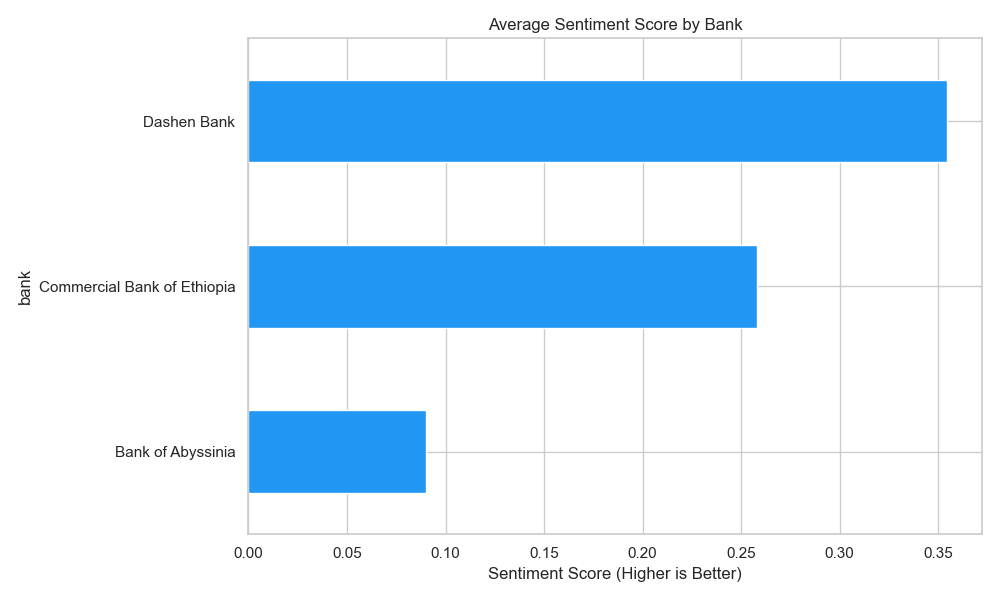 Average Sentiment Score by Bank
Dashen Bank
Commercial Bank of Ethiopia
Bank of Abyssinia
bank
0.00 0.05 0.10 0.15 0.20 0.25 0.30 0.35
Sentiment Score (Higher is Better)